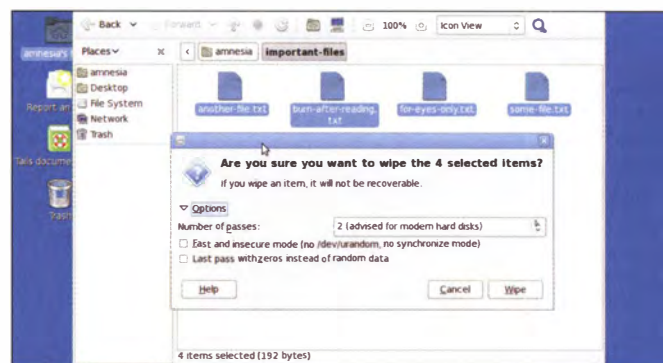 Back
Forward
100%
Icon View
Places
amnesia
important-files
amnesia
Desktop
File System
Network
Trash
amnesia's
Report an
Tails docume
Trash
another-file.txt
burn-after-reading.
txt
for-eyes-only.txt
some-file.txt
Are you sure you want to wipe the 4 selected items?
If you wipe an item, it will not be recoverable.
Options
Number of passes:
2 (advised for modern hard disks)
Fast and insecure mode (no /dev/urandom, no synchronize mode)
Last pass with zeros instead of random data
Help
Cancel
Wipe
4 items selected (192 bytes)